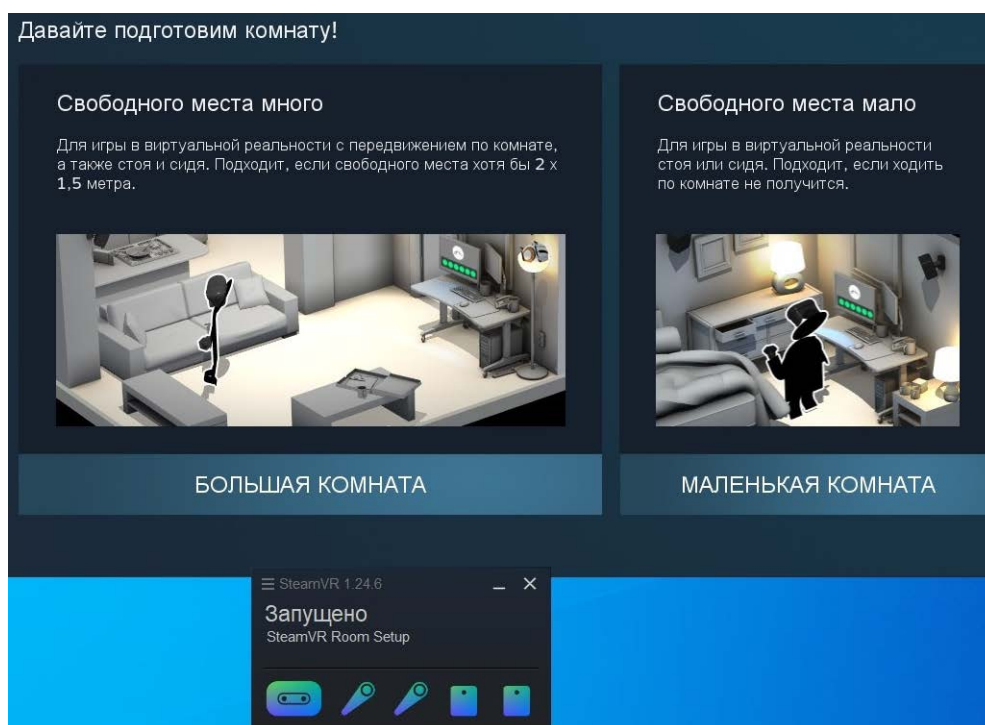 Давайте подготовим комнату!
Свободного места много
Для игры в виртуальной реальности с передвижением по комнате,
а также стоя и сидя. Подходит, если свободного места хотя бы 2 x
1,5 метра.
БОЛЬШАЯ КОМНАТА
Свободного места мало
Для игры в виртуальной реальности
стоя или сидя. Подходит, если ходить
по комнате не получится.
МАЛЕНЬКАЯ КОМНАТА
SteamVR 1.24.6
Запущено
SteamVR Room Setup